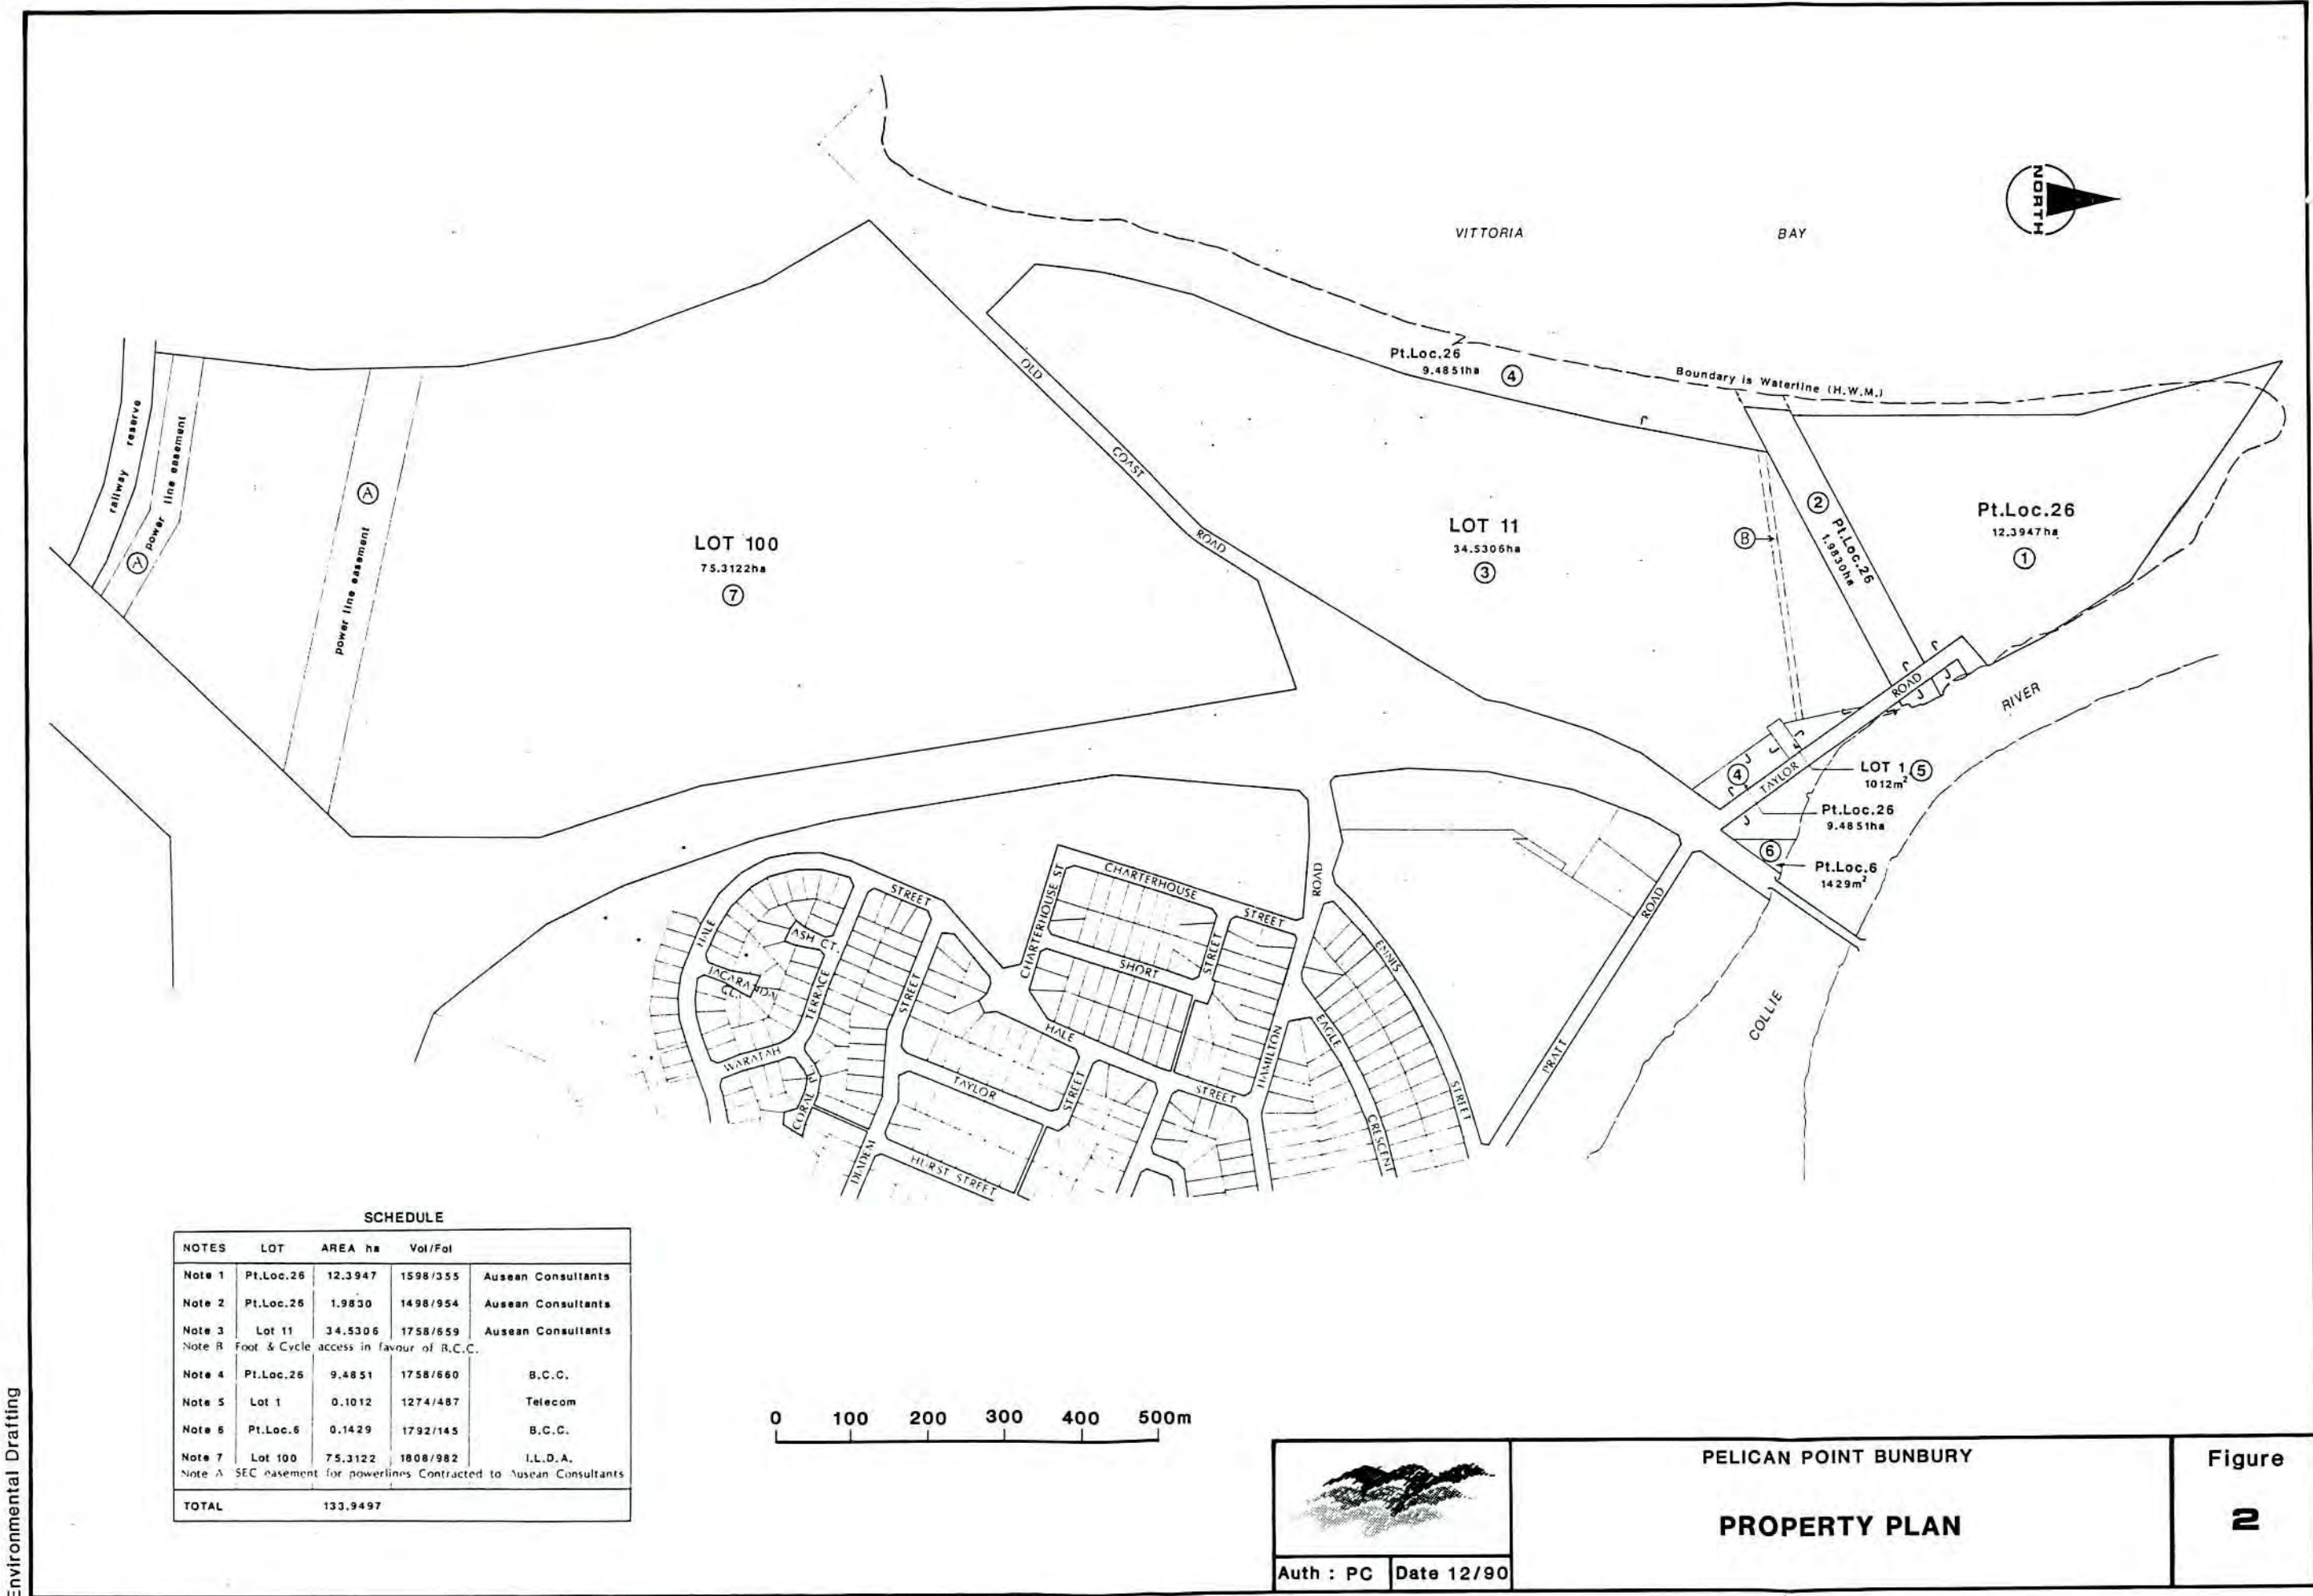 NORTH
VITTORIA BAY
Pt.Loc.26
9.4851ha
4
Boundary is Waterline (H.W.M.)
railway reserve
A power line easement
power line easement A
OLD COAST ROAD
LOT 100
75.3122ha
7
LOT 11
34.5306ha
3
B
2
Pt.Loc.26
1.9830ha
Pt.Loc.26
12.3947ha
1
ROAD
RIVER
4
TAYLOR
LOT 1 5
1012m²
Pt.Loc.26
9.4851ha
6
Pt.Loc.6
1429m²
ROAD
ROAD
PRATT
COLLIE
HALE
STREET
ASH CT.
JACARANDA CL.
TERRACE
STREET
WARATAH
CORAL PL
DIADEM
TAYLOR
STREET
HURST STREET
CHARTERHOUSE ST
CHARTERHOUSE
STREET
SHORT
STREET
HALE
STREET
HAMILTON
ENNIS
STREET
EAGLE
CRESCENT
SCHEDULE
NOTES LOT AREA ha Vol/Fol
Note 1 Pt.Loc.26 12.3947 1598/355 Ausean Consultants
Note 2 Pt.Loc.26 1.9830 1498/954 Ausean Consultants
Note 3 Lot 11 34.5306 1758/659 Ausean Consultants
Note B Foot & Cycle access in favour of B.C.C.
Note 4 Pt.Loc.26 9.4851 1758/660 B.C.C.
Note 5 Lot 1 0.1012 1274/487 Telecom
Note 6 Pt.Loc.6 0.1429 1792/145 B.C.C.
Note 7 Lot 100 75.3122 1808/982 I.L.D.A.
Note A SEC easement for powerlines Contracted to Ausean Consultants
TOTAL 133.9497
0 100 200 300 400 500m
Environmental Drafting
Auth : PC Date 12/90
PELICAN POINT BUNBURY
PROPERTY PLAN
Figure
2